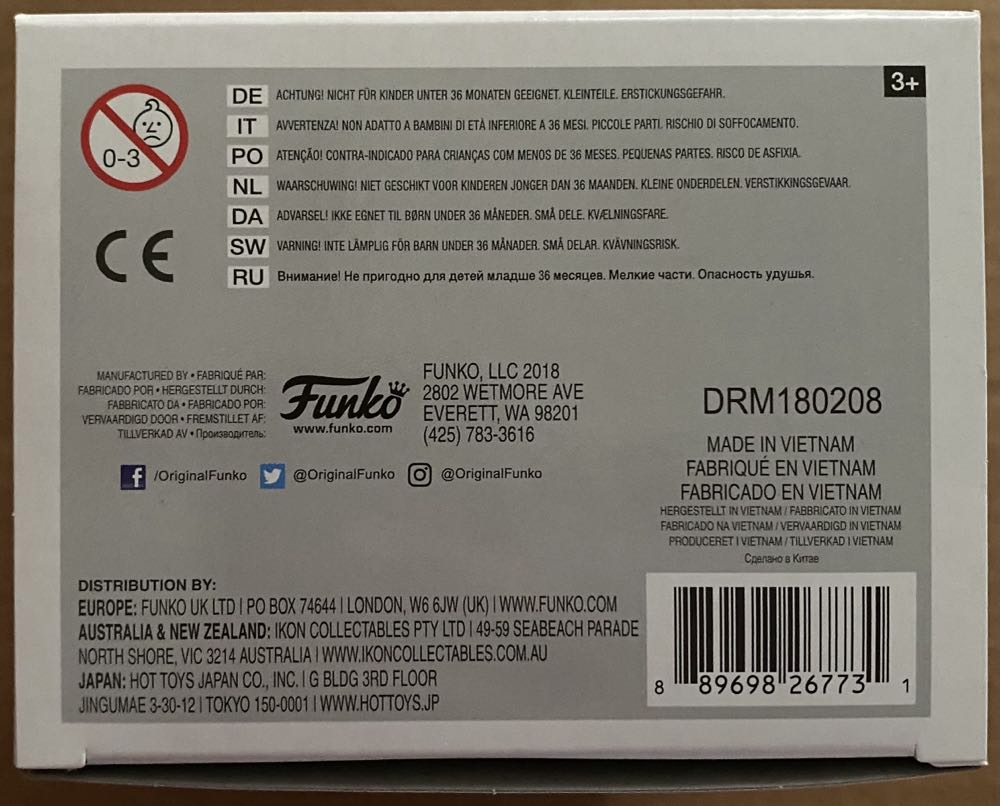 3+
0-3
DE ACHTUNG! NICHT FÜR KINDER UNTER 36 MONATEN GEEIGNET. KLEINTEILE. ERSTICKUNGSGEFAHR.
IT AVVERTENZA! NON ADATTO A BAMBINI DI ETÀ INFERIORE A 36 MESI. PICCOLE PARTI. RISCHIO DI SOFFOCAMENTO.
PO ATENÇÃO! CONTRA-INDICADO PARA CRIANÇAS COM MENOS DE 36 MESES. PEQUENAS PARTES. RISCO DE ASFIXIA.
NL WAARSCHUWING! NIET GESCHIKT VOOR KINDEREN JONGER DAN 36 MAANDEN. KLEINE ONDERDELEN. VERSTIKKINGSGEVAAR.
DA ADVARSEL! IKKE EGNET TIL BØRN UNDER 36 MÅNEDER. SMÅ DELE. KVÆLNINGSFARE.
SW VARNING! INTE LÄMPLIG FÖR BARN UNDER 36 MÅNADER. SMÅ DELAR. KVÄVNINGSRISK.
RU Внимание! Не пригодно для детей младше 36 месяцев. Мелкие части. Опасность удушья.
CE
MANUFACTURED BY • FABRIQUÉ PAR:
FABRICADO POR • HERGESTELLT DURCH:
FABBRICATO DA • FABRICADO POR:
VERVAARDIGD DOOR • FREMSTILLET AF:
TILLVERKAD AV • Производитель:
Funko
www.funko.com
FUNKO, LLC 2018
2802 WETMORE AVE
EVERETT, WA 98201
(425) 783-3616
f /OriginalFunko @OriginalFunko @OriginalFunko
DRM180208
MADE IN VIETNAM
FABRIQUÉ EN VIETNAM
FABRICADO EN VIETNAM
HERGESTELLT IN VIETNAM / FABBRICATO IN VIETNAM
FABRICADO NA VIETNAM / VERVAARDIGD IN VIETNAM
PRODUCERET I VIETNAM / TILLVERKAD I VIETNAM
Сделано в Китае
DISTRIBUTION BY:
EUROPE: FUNKO UK LTD | PO BOX 74644 | LONDON, W6 6JW (UK) | WWW.FUNKO.COM
AUSTRALIA & NEW ZEALAND: IKON COLLECTABLES PTY LTD | 49-59 SEABEACH PARADE
NORTH SHORE, VIC 3214 AUSTRALIA | WWW.IKONCOLLECTABLES.COM.AU
JAPAN: HOT TOYS JAPAN CO., INC. | G BLDG 3RD FLOOR
JINGUMAE 3-30-12 | TOKYO 150-0001 | WWW.HOTTOYS.JP
8 89698 26773 1